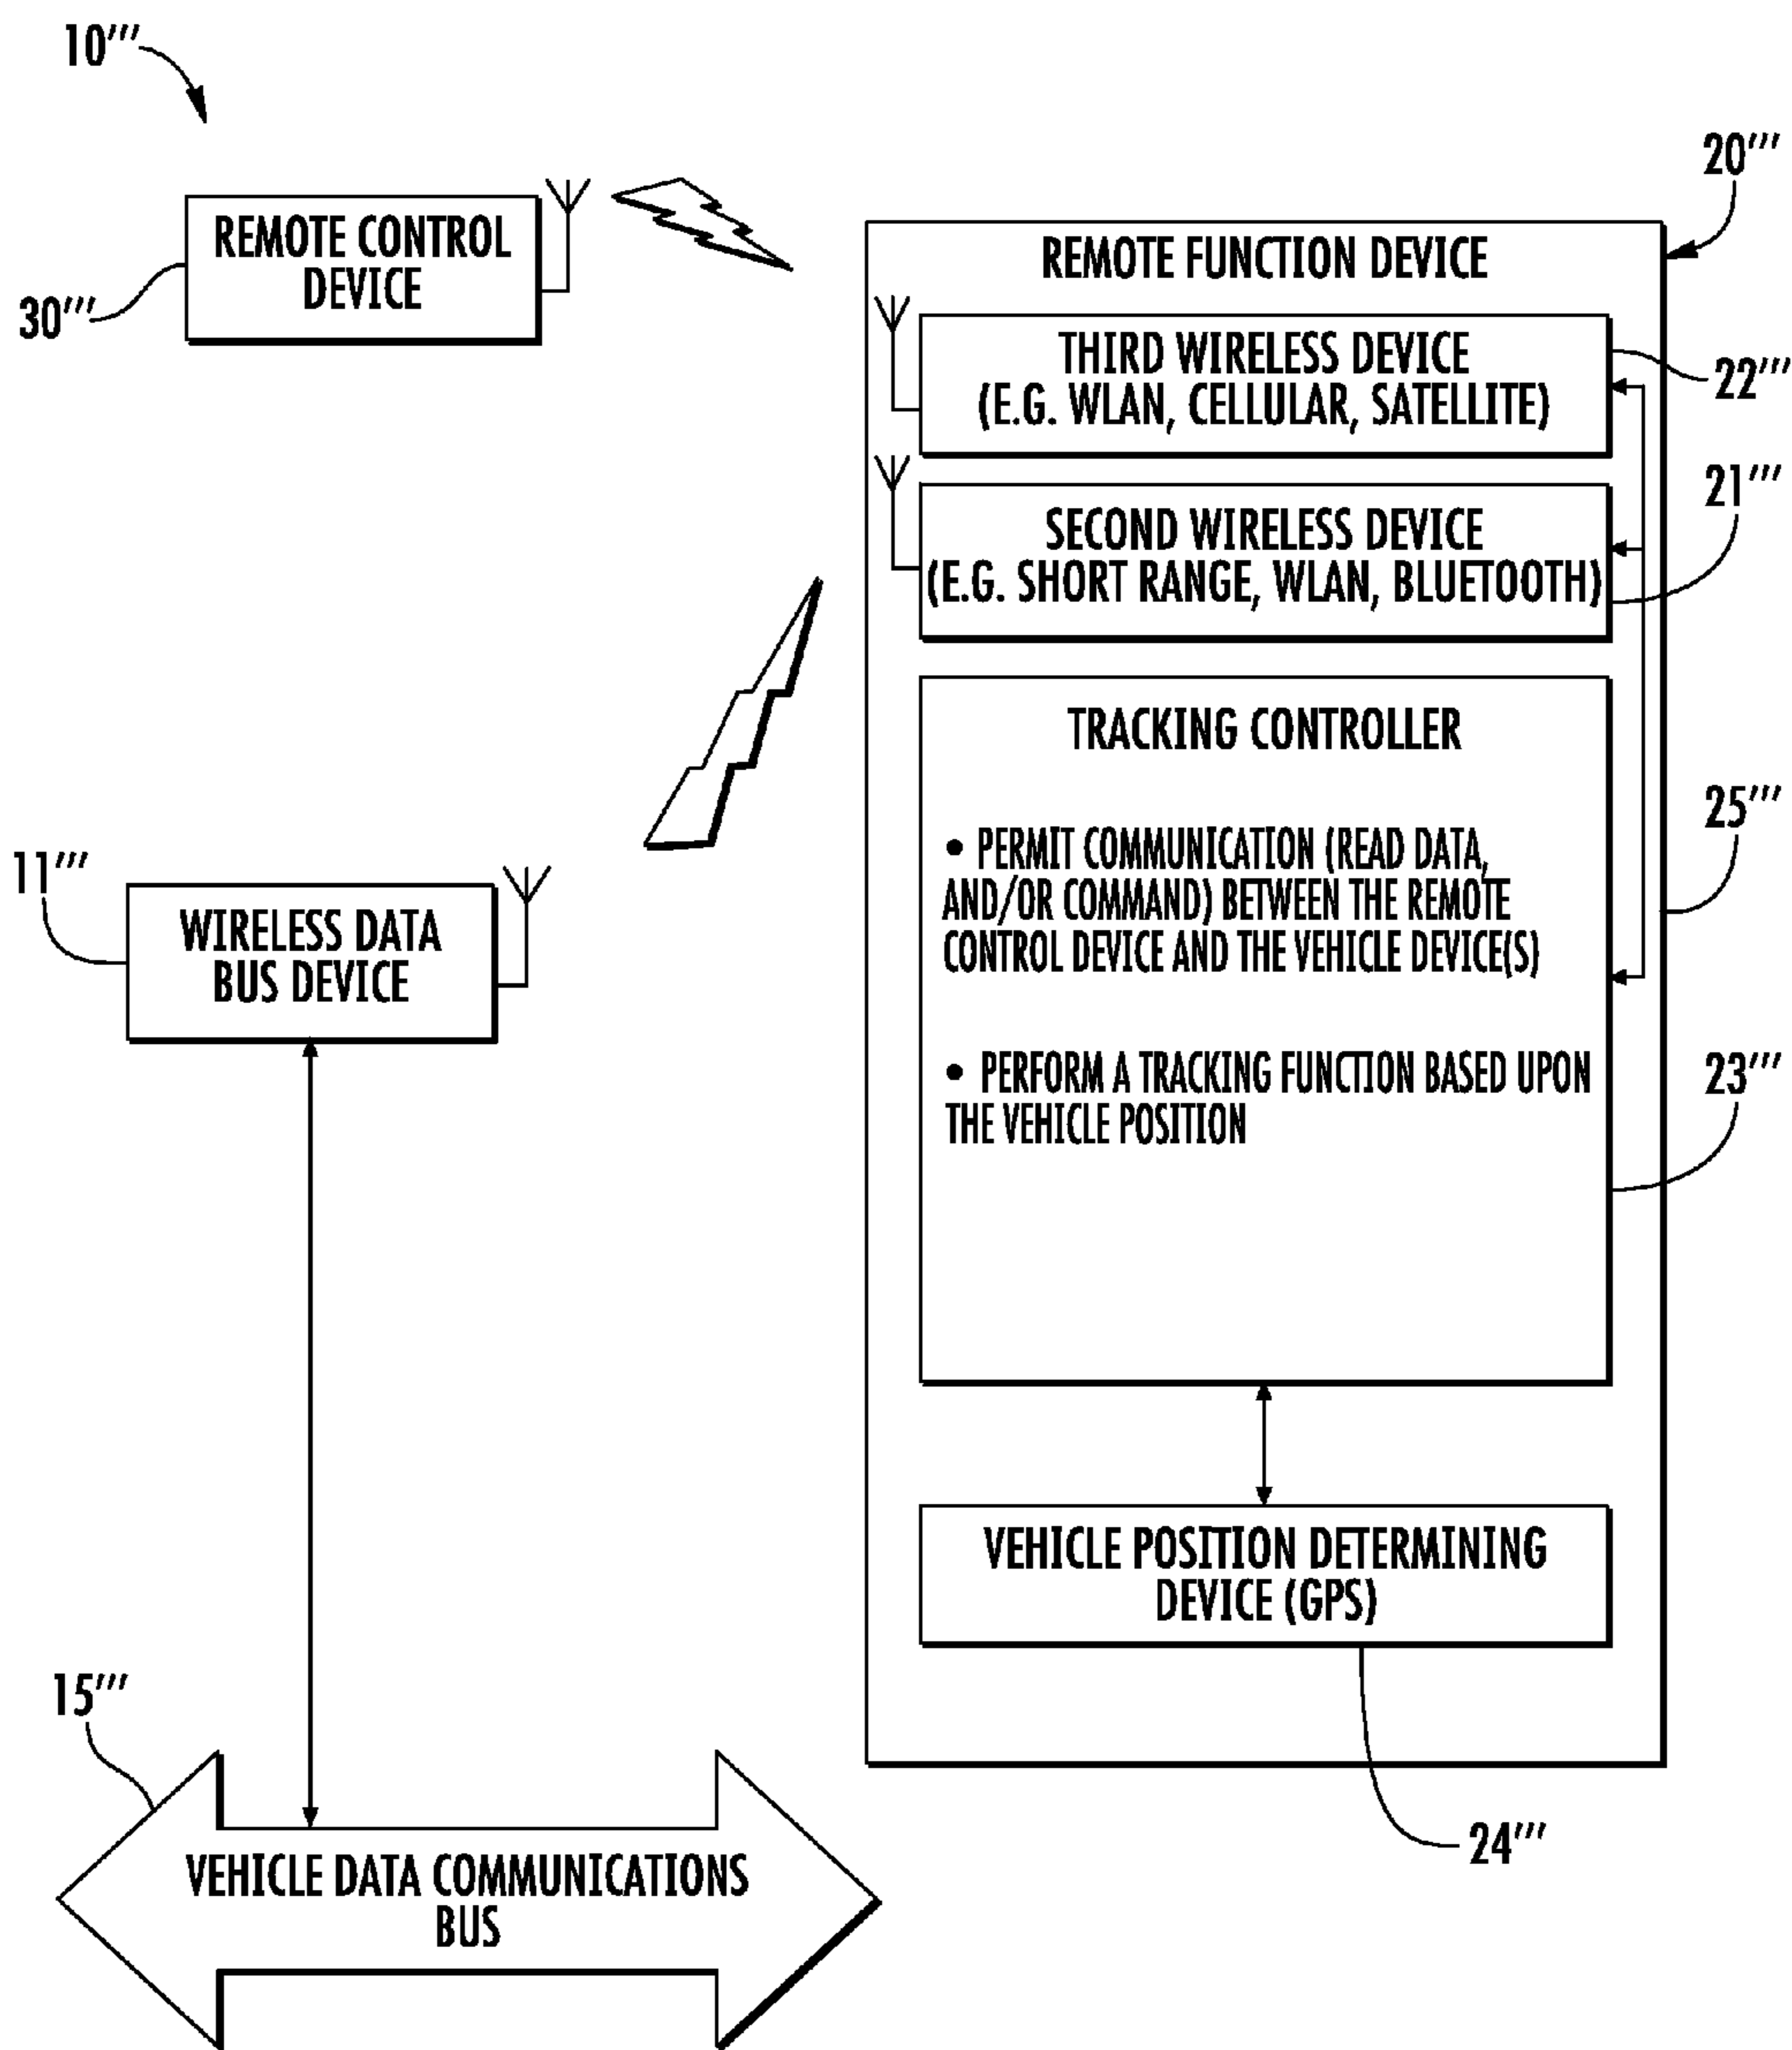 10‴
REMOTE CONTROL
DEVICE
30‴
20‴
REMOTE FUNCTION DEVICE
THIRD WIRELESS DEVICE
(E.G. WLAN, CELLULAR, SATELLITE)
22‴
SECOND WIRELESS DEVICE
(E.G. SHORT RANGE, WLAN, BLUETOOTH)
21‴
TRACKING CONTROLLER
• PERMIT COMMUNICATION (READ DATA,
AND/OR COMMAND) BETWEEN THE REMOTE
CONTROL DEVICE AND THE VEHICLE DEVICE(S)
25‴
• PERFORM A TRACKING FUNCTION BASED UPON
THE VEHICLE POSITION
23‴
11‴
WIRELESS DATA
BUS DEVICE
VEHICLE POSITION DETERMINING
DEVICE (GPS)
24‴
15‴
VEHICLE DATA COMMUNICATIONS
BUS